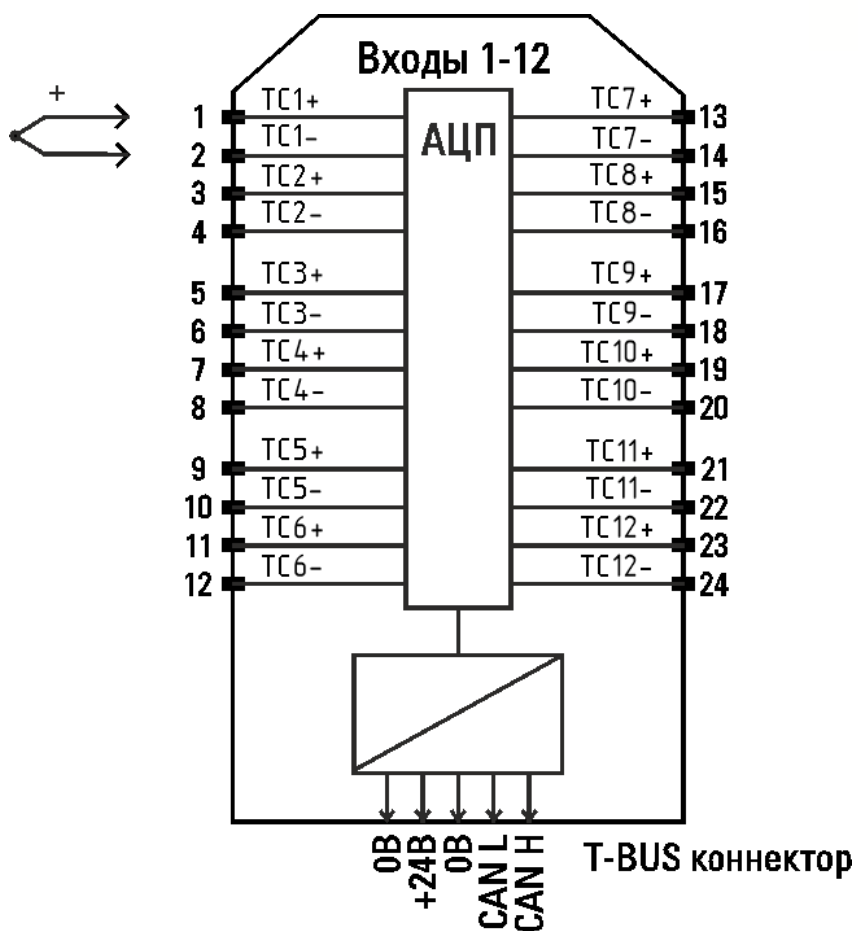 Входы 1-12
+
АЦП
1 TC1+ TC7+ 13
2 TC1- TC7- 14
3 TC2+ TC8+ 15
4 TC2- TC8- 16
5 TC3+ TC9+ 17
6 TC3- TC9- 18
7 TC4+ TC10+ 19
8 TC4- TC10- 20
9 TC5+ TC11+ 21
10 TC5- TC11- 22
11 TC6+ TC12+ 23
12 TC6- TC12- 24
0В
+24В
0В
CAN L
CAN H
T-BUS коннектор